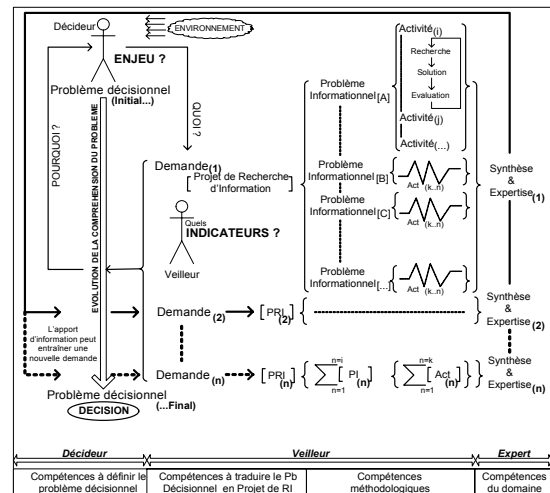 Décideur
ENVIRONNEMENT
ENJEU ?
Problème décisionnel
(Initial...)
POURQUOI ?
EVOLUTION DE LA COMPREHENSION DU PROBLEME
QUOI ?
Demande (1)
[Projet de Recherche
d'Information]
Quels
INDICATEURS ?
Veilleur
Problème
Informationnel [A]
Activité (i)
Recherche
Solution
Evaluation
Activité (j)
Activité (...)
Problème
Informationnel [B]
Act (k..n)
Problème
Informationnel [C]
Act (k..n)
Problème
Informationnel [...]
Act (k..n)
Synthèse
&
Expertise (1)
Demande (2)
[PRI (2)]
Synthèse
&
Expertise (2)
L'apport
d'information peut
entraîner une
nouvelle demande
Demande (n)
[PRI (n)]
{ n=i ∑ n=1 [ PI (n) ]
{ n=k ∑ n=1 [ Act (n) ] }
Synthèse
&
Expertise (n)
Problème décisionnel
(...Final)
DECISION
Décideur
Veilleur
Expert
Compétences à définir le
problème décisionnel
Compétences à traduire le Pb
Décisionnel en Projet de RI
Compétences
méthodologiques
Compétences
du domaine